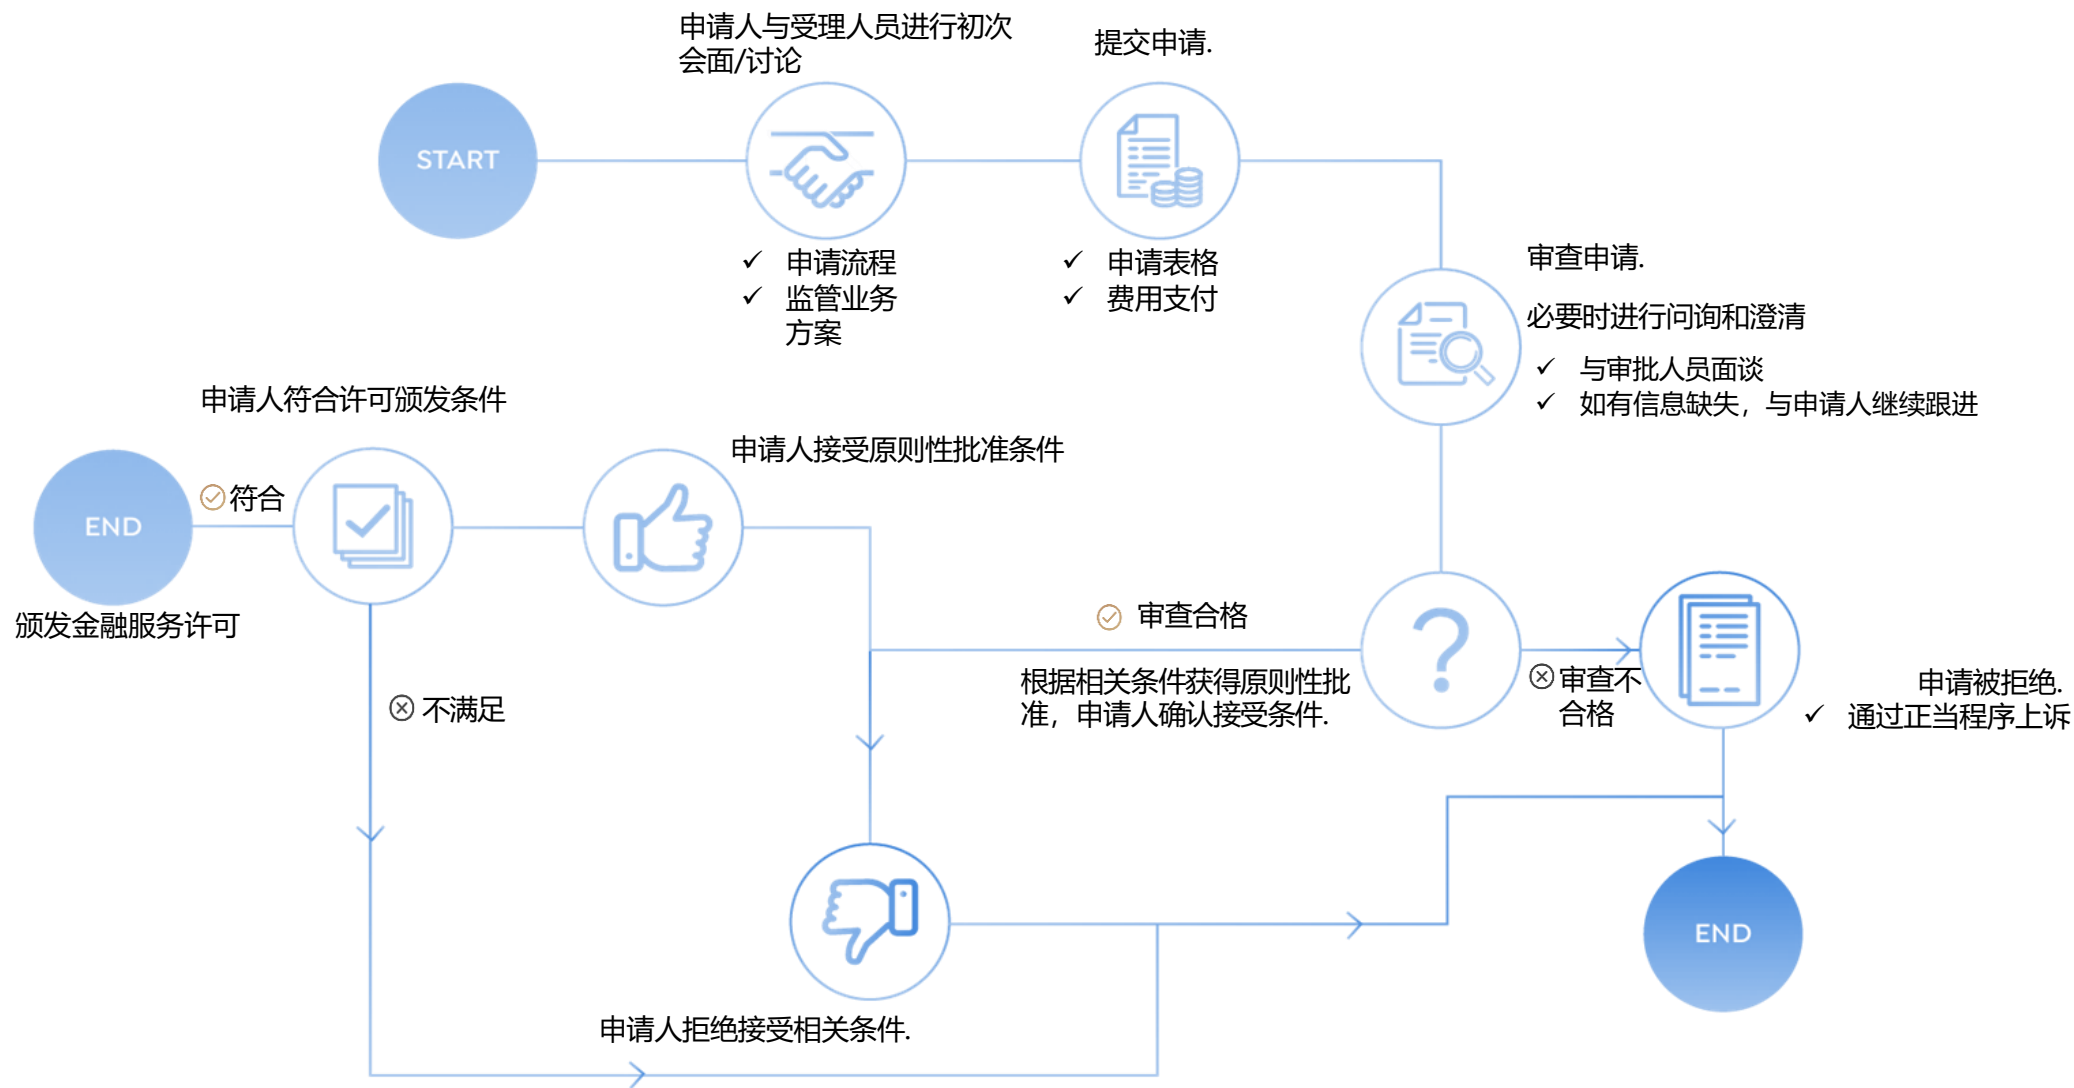 申请人与受理人员进行初次
会面/讨论
提交申请.
START
申请流程
监管业务
方案
申请表格
费用支付
审查申请.
必要时进行问询和澄清
与审批人员面谈
如有信息缺失，与申请人继续跟进
申请人符合许可颁发条件
申请人接受原则性批准条件
END
符合
颁发金融服务许可
不满足
审查合格
根据相关条件获得原则性批
准，申请人确认接受条件.
?
审查不
合格
申请被拒绝.
通过正当程序上诉
END
申请人拒绝接受相关条件.